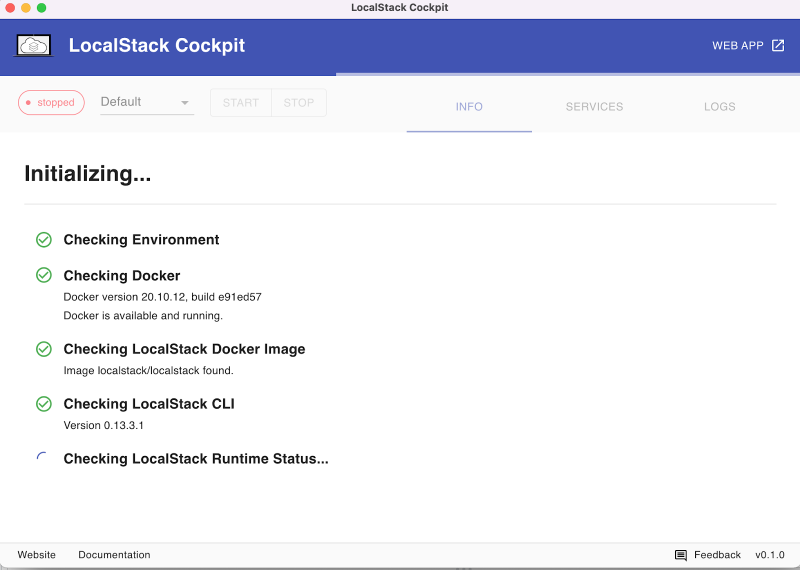 LocalStack Cockpit
LocalStack Cockpit
WEB APP
stopped
Default
START
STOP
INFO
SERVICES
LOGS
Initializing...
Checking Environment
Checking Docker
Docker version 20.10.12, build e91ed57
Docker is available and running.
Checking LocalStack Docker Image
Image localstack/localstack found.
Checking LocalStack CLI
Version 0.13.3.1
Checking LocalStack Runtime Status...
Website
Documentation
Feedback
v0.1.0